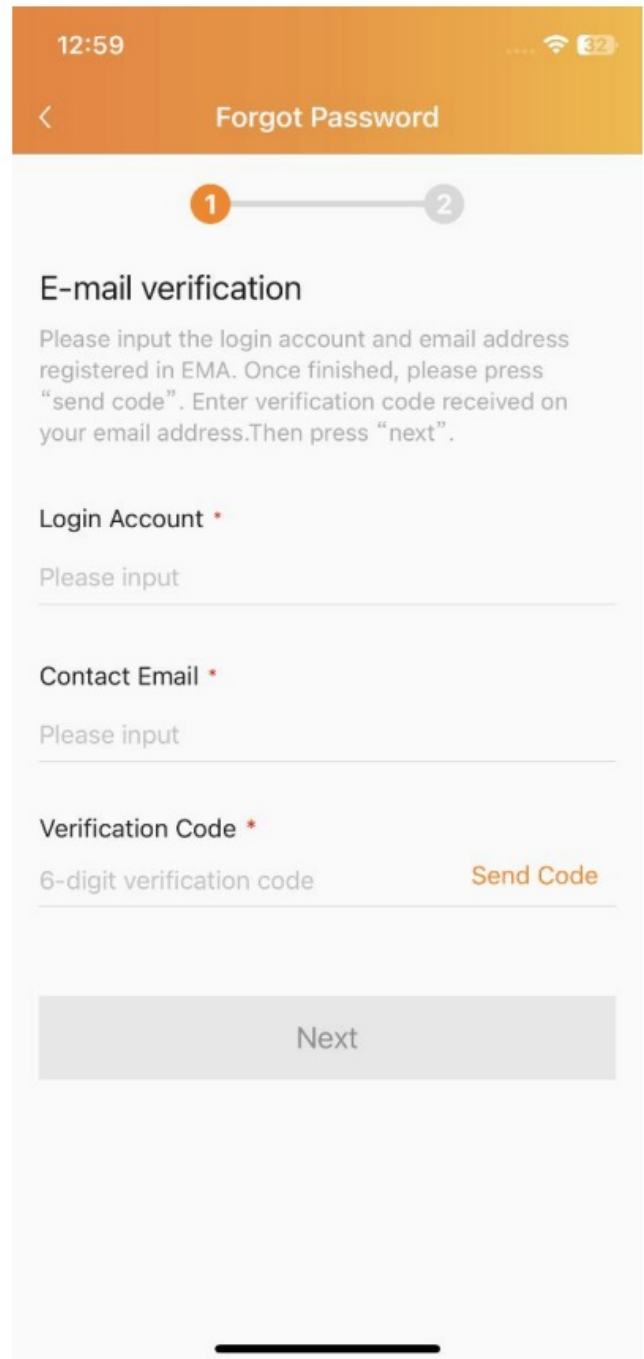 12:59
32
Forgot Password
1
2
E-mail verification
Please input the login account and email address
registered in EMA. Once finished, please press
“send code”. Enter verification code received on
your email address.Then press “next”.
Login Account *
Please input
Contact Email *
Please input
Verification Code *
6-digit verification code
Send Code
Next